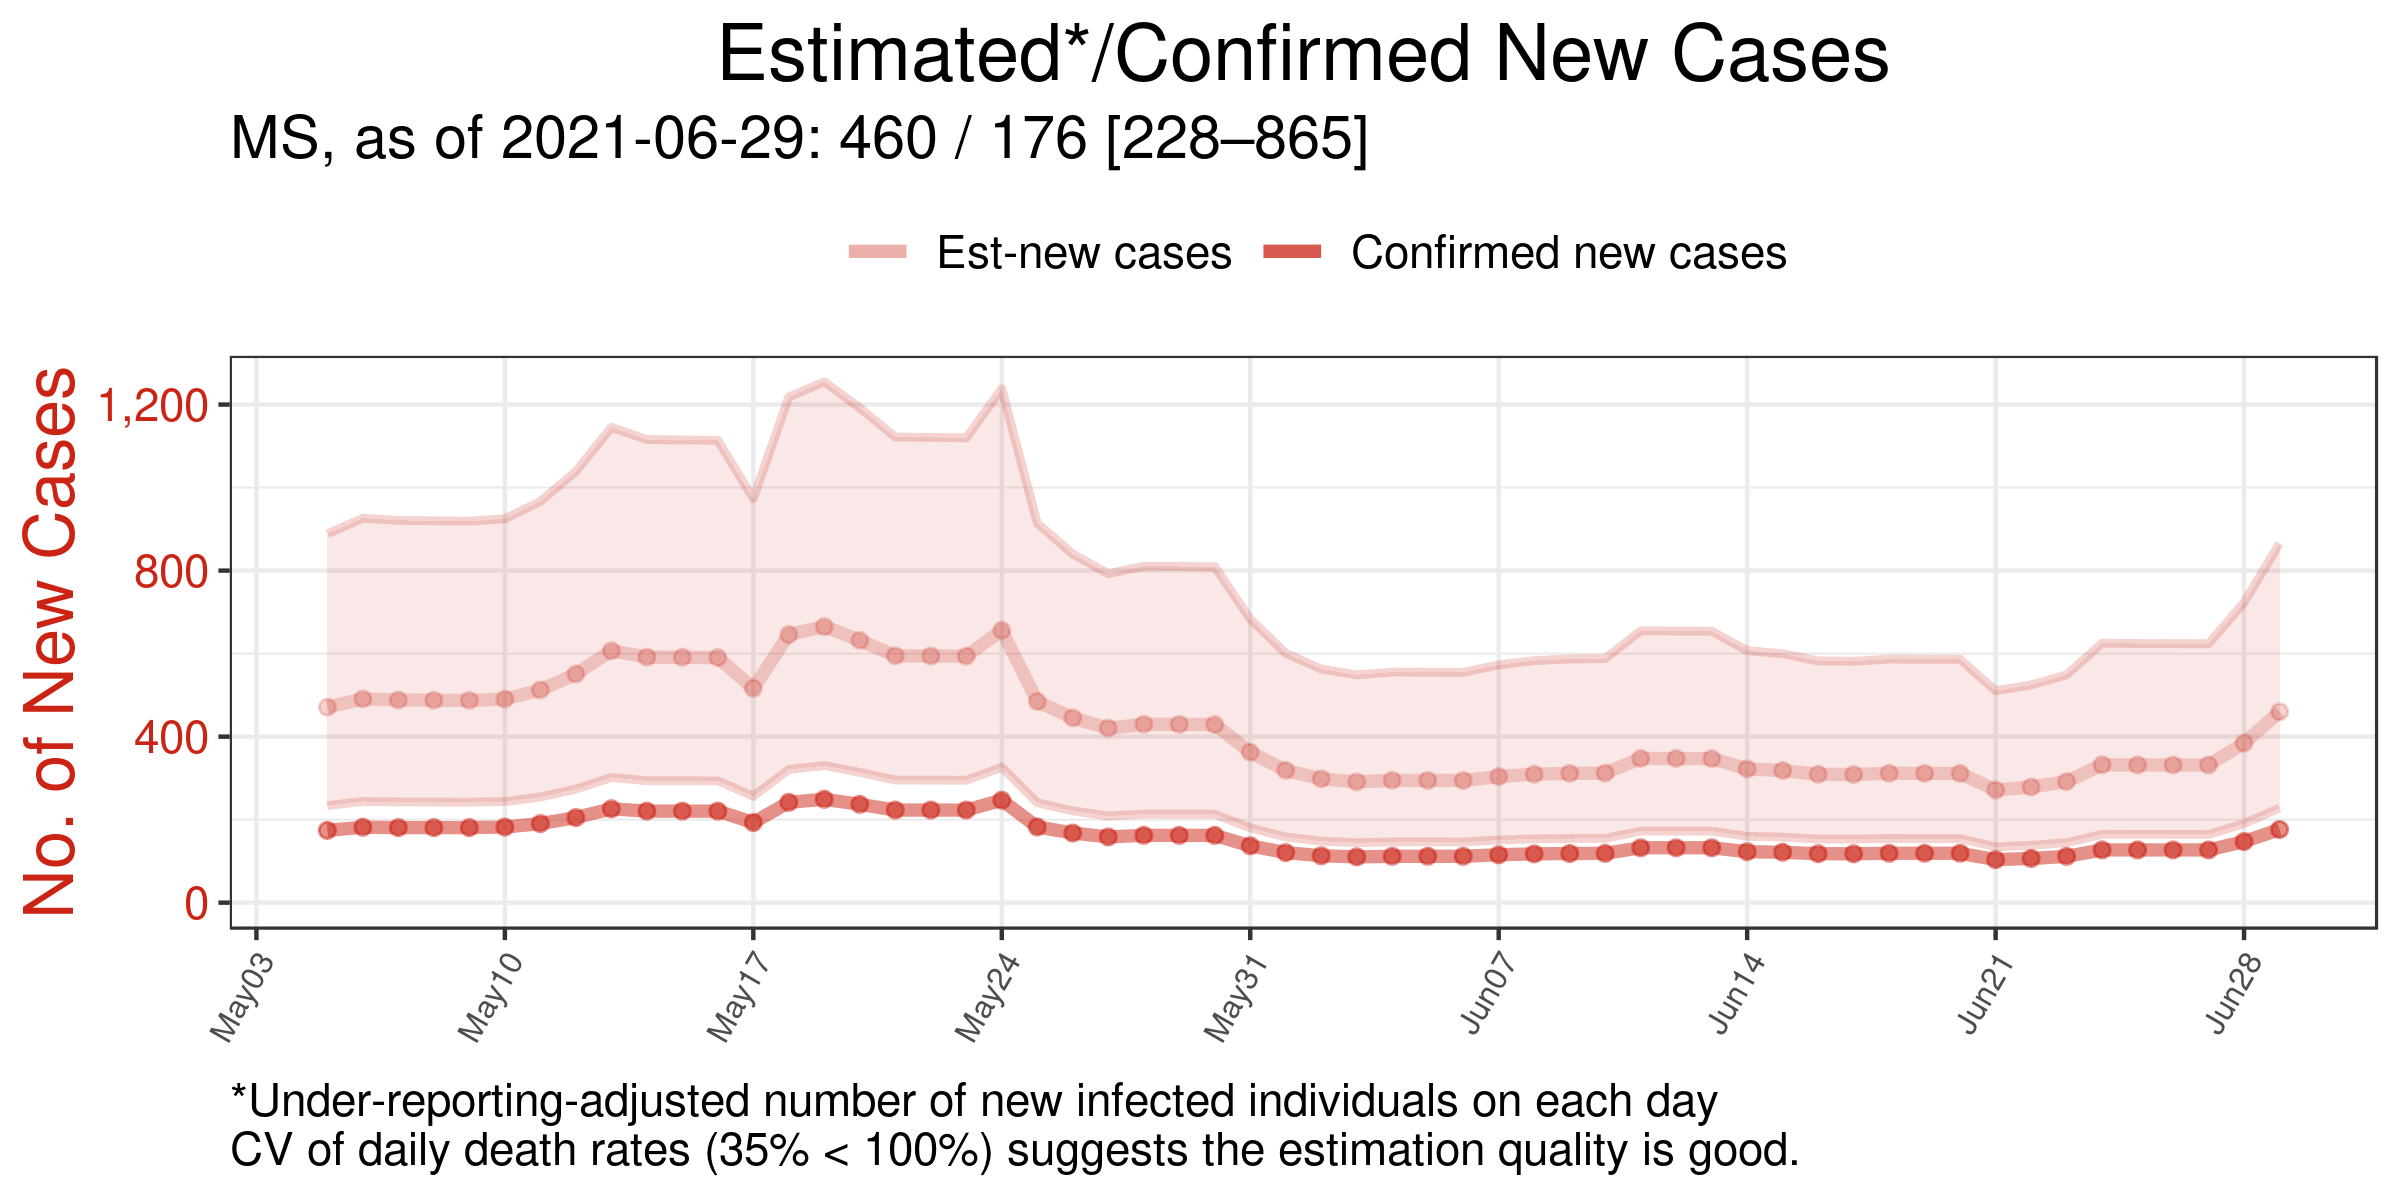 Estimated*/Confirmed New Cases
MS, as of 2021-06-29: 460 / 176 [228–865]
Est-new cases
Confirmed new cases
No. of New Cases
1,200
800
400
0
May03
May10
May17
May24
May31
Jun07
Jun14
Jun21
Jun28
*Under-reporting-adjusted number of new infected individuals on each day
CV of daily death rates (35% < 100%) suggests the estimation quality is good.